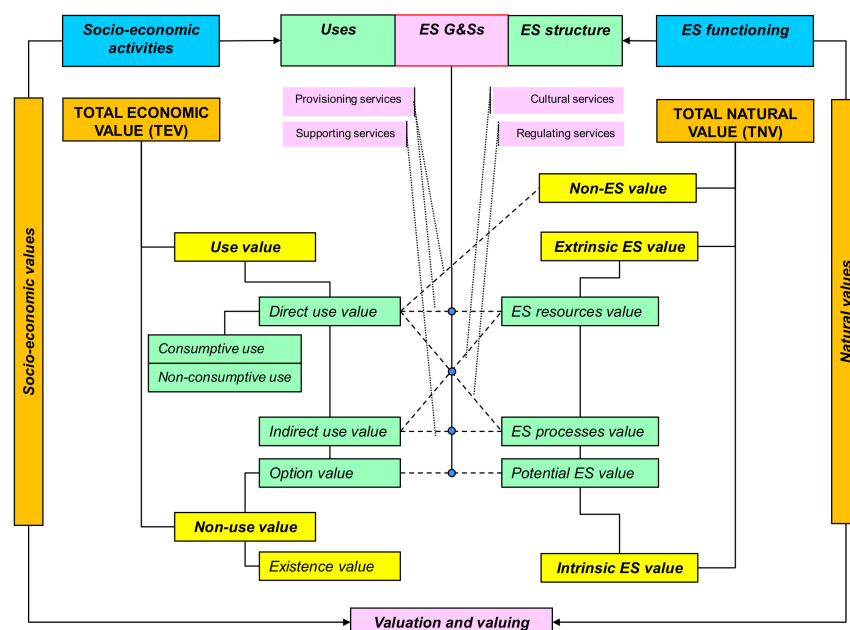 Socio-economic
activities
Uses
ES G&Ss
ES structure
ES functioning
Provisioning services
Cultural services
Supporting services
Regulating services
TOTAL ECONOMIC
VALUE (TEV)
TOTAL NATURAL
VALUE (TNV)
Non-ES value
Use value
Extrinsic ES value
Direct use value
ES resources value
Consumptive use
Non-consumptive use
Socio-economic values
Natural values
Indirect use value
ES processes value
Option value
Potential ES value
Non-use value
Existence value
Intrinsic ES value
Valuation and valuing